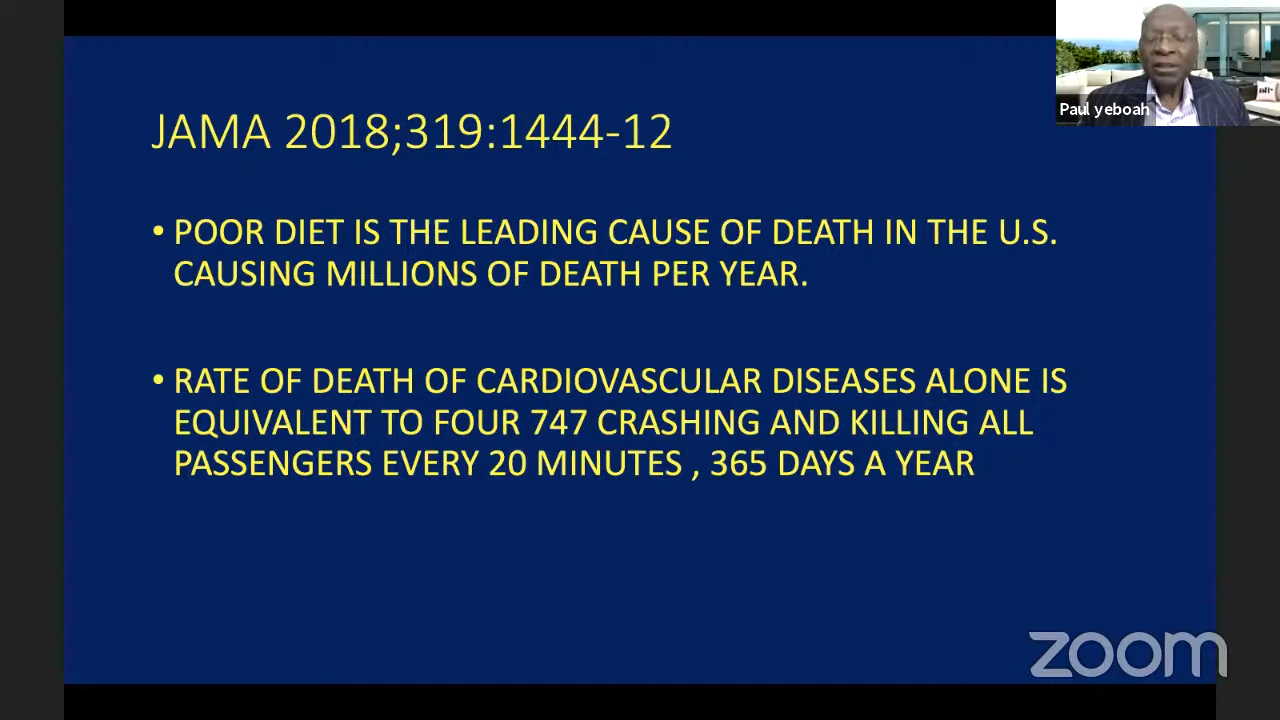 JAMA 2018;319:1444-12
• POOR DIET IS THE LEADING CAUSE OF DEATH IN THE U.S.
CAUSING MILLIONS OF DEATH PER YEAR.
• RATE OF DEATH OF CARDIOVASCULAR DISEASES ALONE IS
EQUIVALENT TO FOUR 747 CRASHING AND KILLING ALL
PASSENGERS EVERY 20 MINUTES , 365 DAYS A YEAR
Paul yeboah
afi
zoom